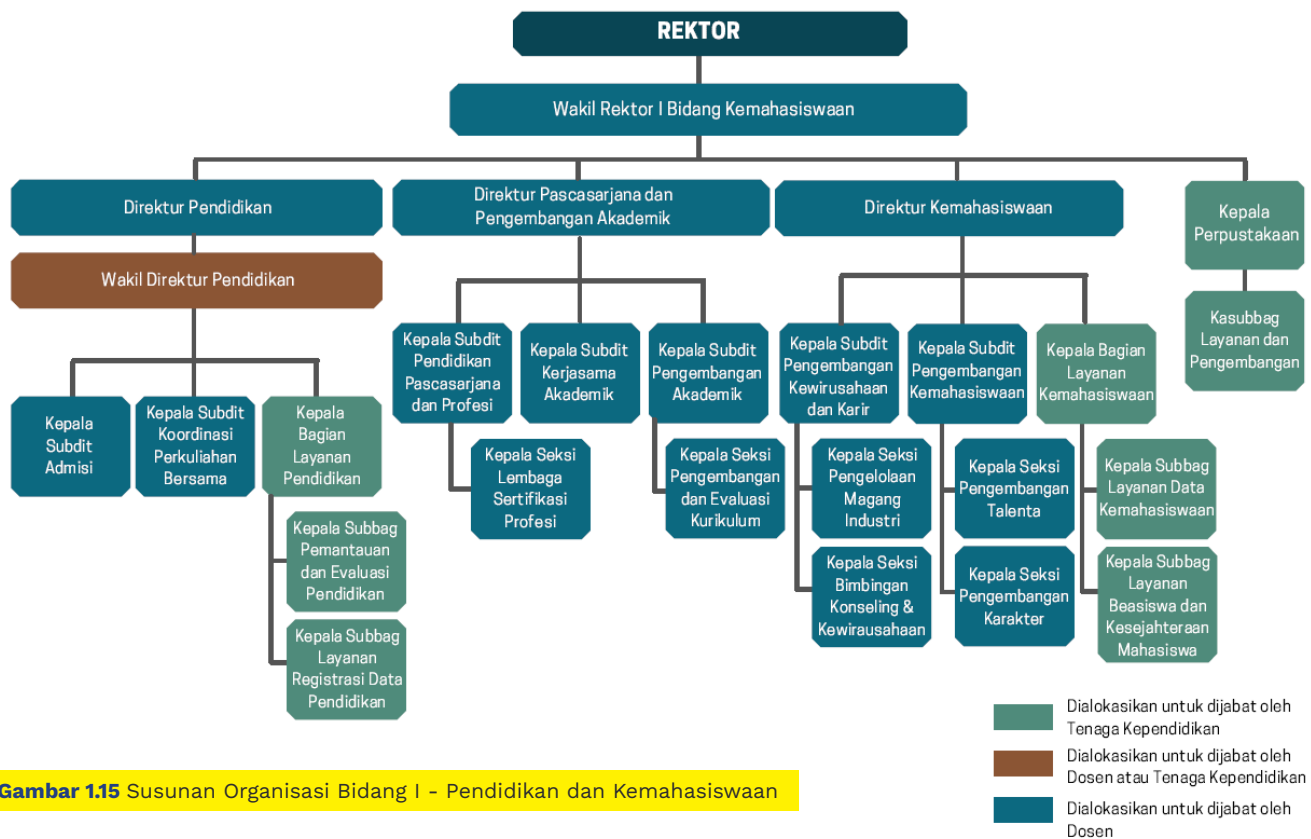 REKTOR
Wakil Rektor I Bidang Kemahasiswaan
Direktur Pendidikan
Direktur Pascasarjana dan
Pengembangan Akademik
Direktur Kemahasiswaan
Kepala
Perpustakaan
Wakil Direktur Pendidikan
Kasubbag
Layanan dan
Pengembangan
Kepala
Subdit
Admisi
Kepala Subdit
Koordinasi
Perkuliahan
Bersama
Kepala
Bagian
Layanan
Pendidikan
Kepala Subbag
Pemantauan
dan Evaluasi
Pendidikan
Kepala Subbag
Layanan
Registrasi Data
Pendidikan
Kepala Subdit
Pendidikan
Pascasarjana
dan Profesi
Kepala Subdit
Kerjasama
Akademik
Kepala Subdit
Pengembangan
Akademik
Kepala Seksi
Lembaga
Sertifikasi
Profesi
Kepala Seksi
Pengembangan
dan Evaluasi
Kurikulum
Kepala Subdit
Pengembangan
Kewirusahaan
dan Karir
Kepala Subdit
Pengembangan
Kemahasiswaan
Kepala Bagian
Layanan
Kemahasiswaan
Kepala Seksi
Pengelolaan
Magang
Industri
Kepala Seksi
Pengembangan
Talenta
Kepala Subbag
Layanan Data
Kemahasiswaan
Kepala Seksi
Bimbingan
Konseling &
Kewirausahaan
Kepala Seksi
Pengembangan
Karakter
Kepala Subbag
Layanan
Beasiswa dan
Kesejahteraan
Mahasiswa
Dialokasikan untuk dijabat oleh
Tenaga Kependidikan
Dialokasikan untuk dijabat oleh
Dosen atau Tenaga Kependidikan
Dialokasikan untuk dijabat oleh
Dosen
Gambar 1.15 Susunan Organisasi Bidang I - Pendidikan dan Kemahasiswaan